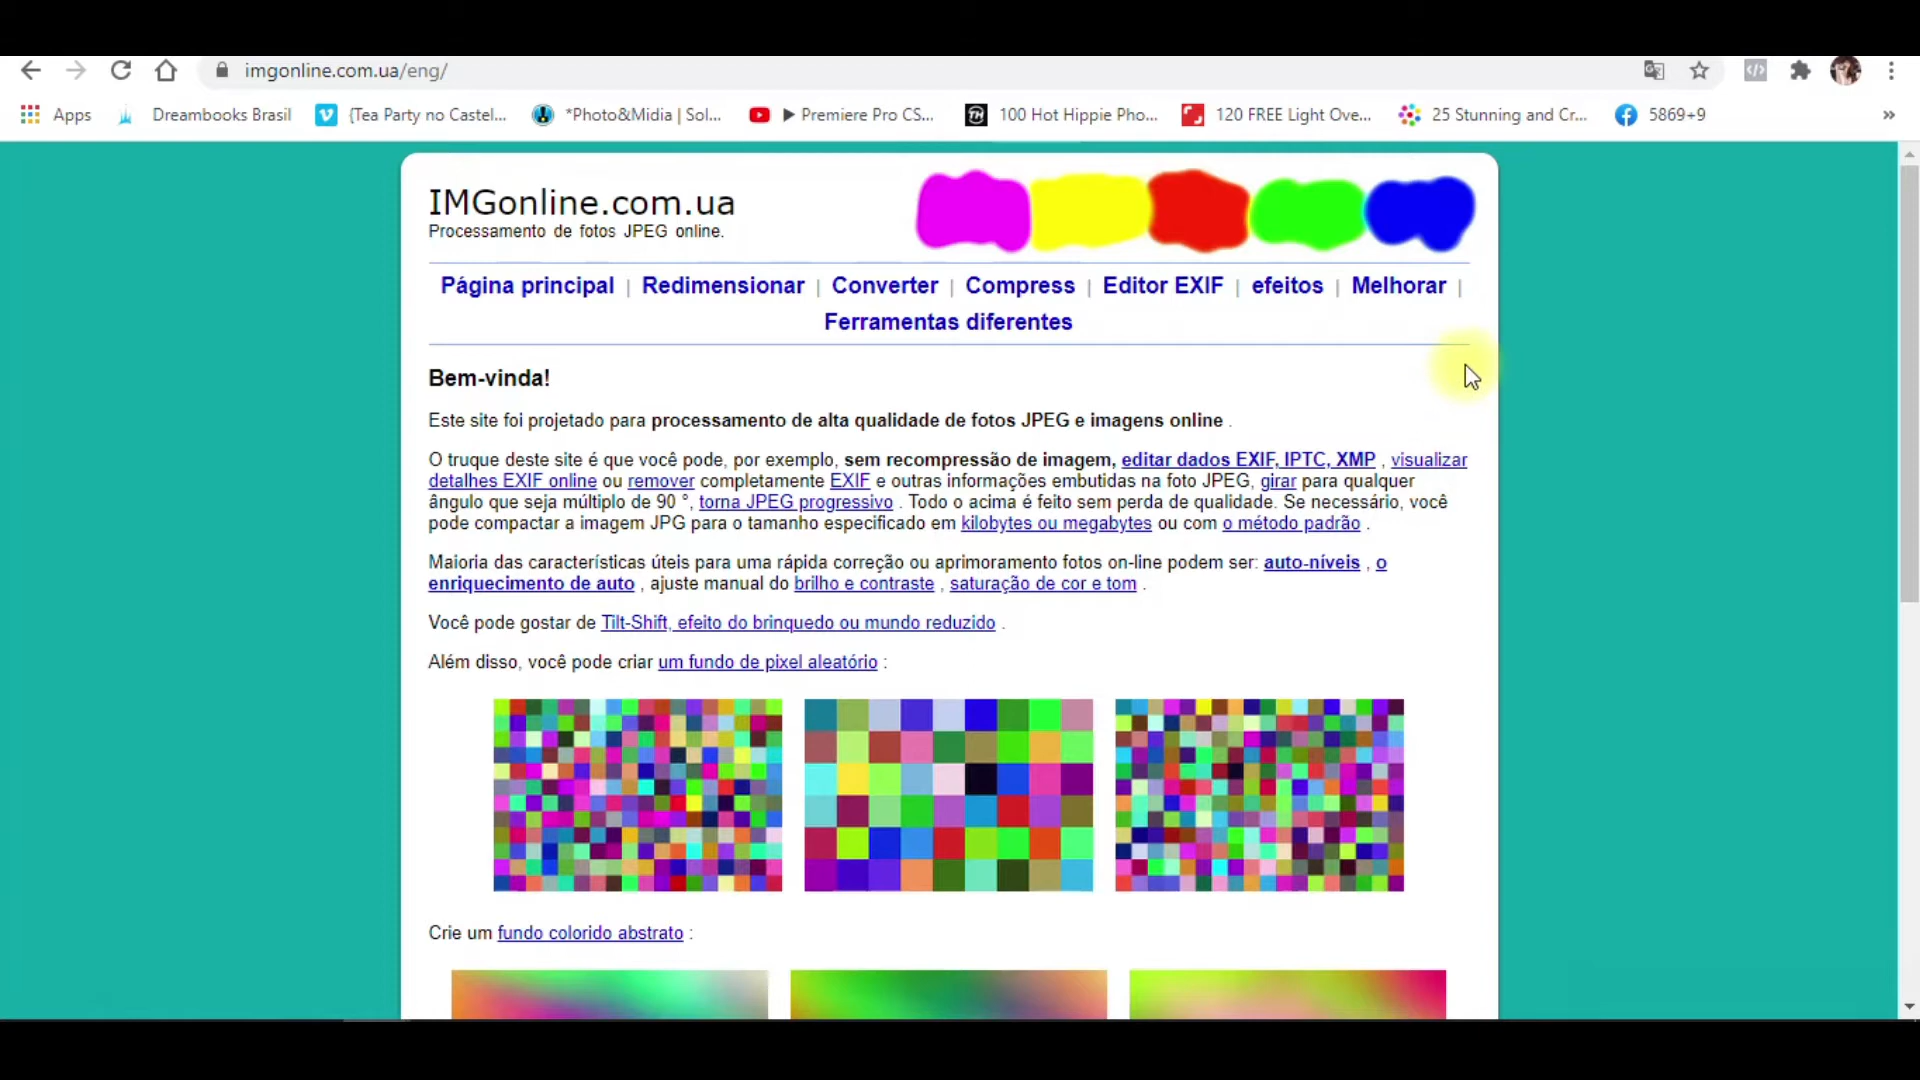 imgonline.com.ua/eng/
Apps Dreambooks Brasil {Tea Party no Castel... *Photo&Midia | Sol... ▶ Premiere Pro CS... 100 Hot Hippie Pho... 120 FREE Light Ove... 25 Stunning and Cr... 5869+9 »
IMGonline.com.ua
Processamento de fotos JPEG online.
Página principal | Redimensionar | Converter | Compress | Editor EXIF | efeitos | Melhorar |
Ferramentas diferentes
Bem-vinda!
Este site foi projetado para processamento de alta qualidade de fotos JPEG e imagens online .
O truque deste site é que você pode, por exemplo, sem recompressão de imagem, editar dados EXIF, IPTC, XMP , visualizar
detalhes EXIF online ou remover completamente EXIF e outras informações embutidas na foto JPEG, girar para qualquer
ângulo que seja múltiplo de 90 °, torna JPEG progressivo . Todo o acima é feito sem perda de qualidade. Se necessário, você
pode compactar a imagem JPG para o tamanho especificado em kilobytes ou megabytes ou com o método padrão .
Maioria das características úteis para uma rápida correção ou aprimoramento fotos on-line podem ser: auto-níveis , o
enriquecimento de auto , ajuste manual do brilho e contraste , saturação de cor e tom .
Você pode gostar de Tilt-Shift, efeito do brinquedo ou mundo reduzido .
Além disso, você pode criar um fundo de pixel aleatório :
Crie um fundo colorido abstrato :